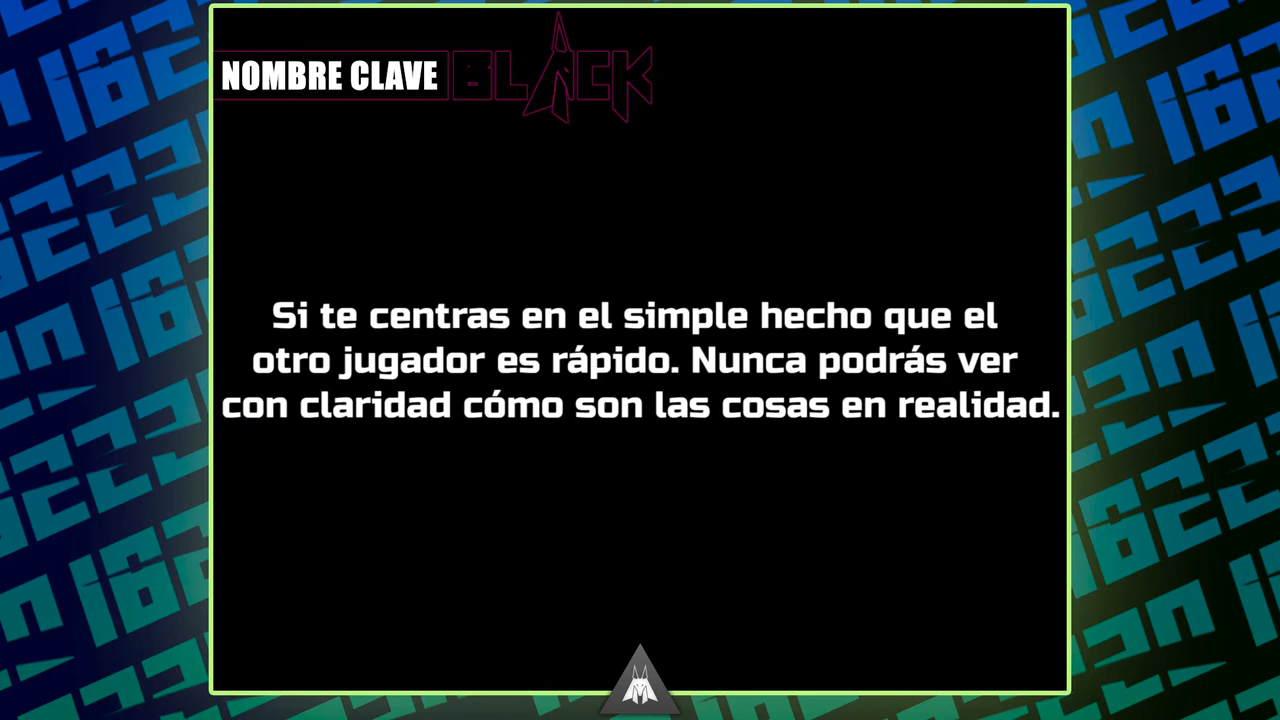 NOMBRE CLAVE BLACK
Si te centras en el simple hecho que el
otro jugador es rápido. Nunca podrás ver
con claridad cómo son las cosas en realidad.